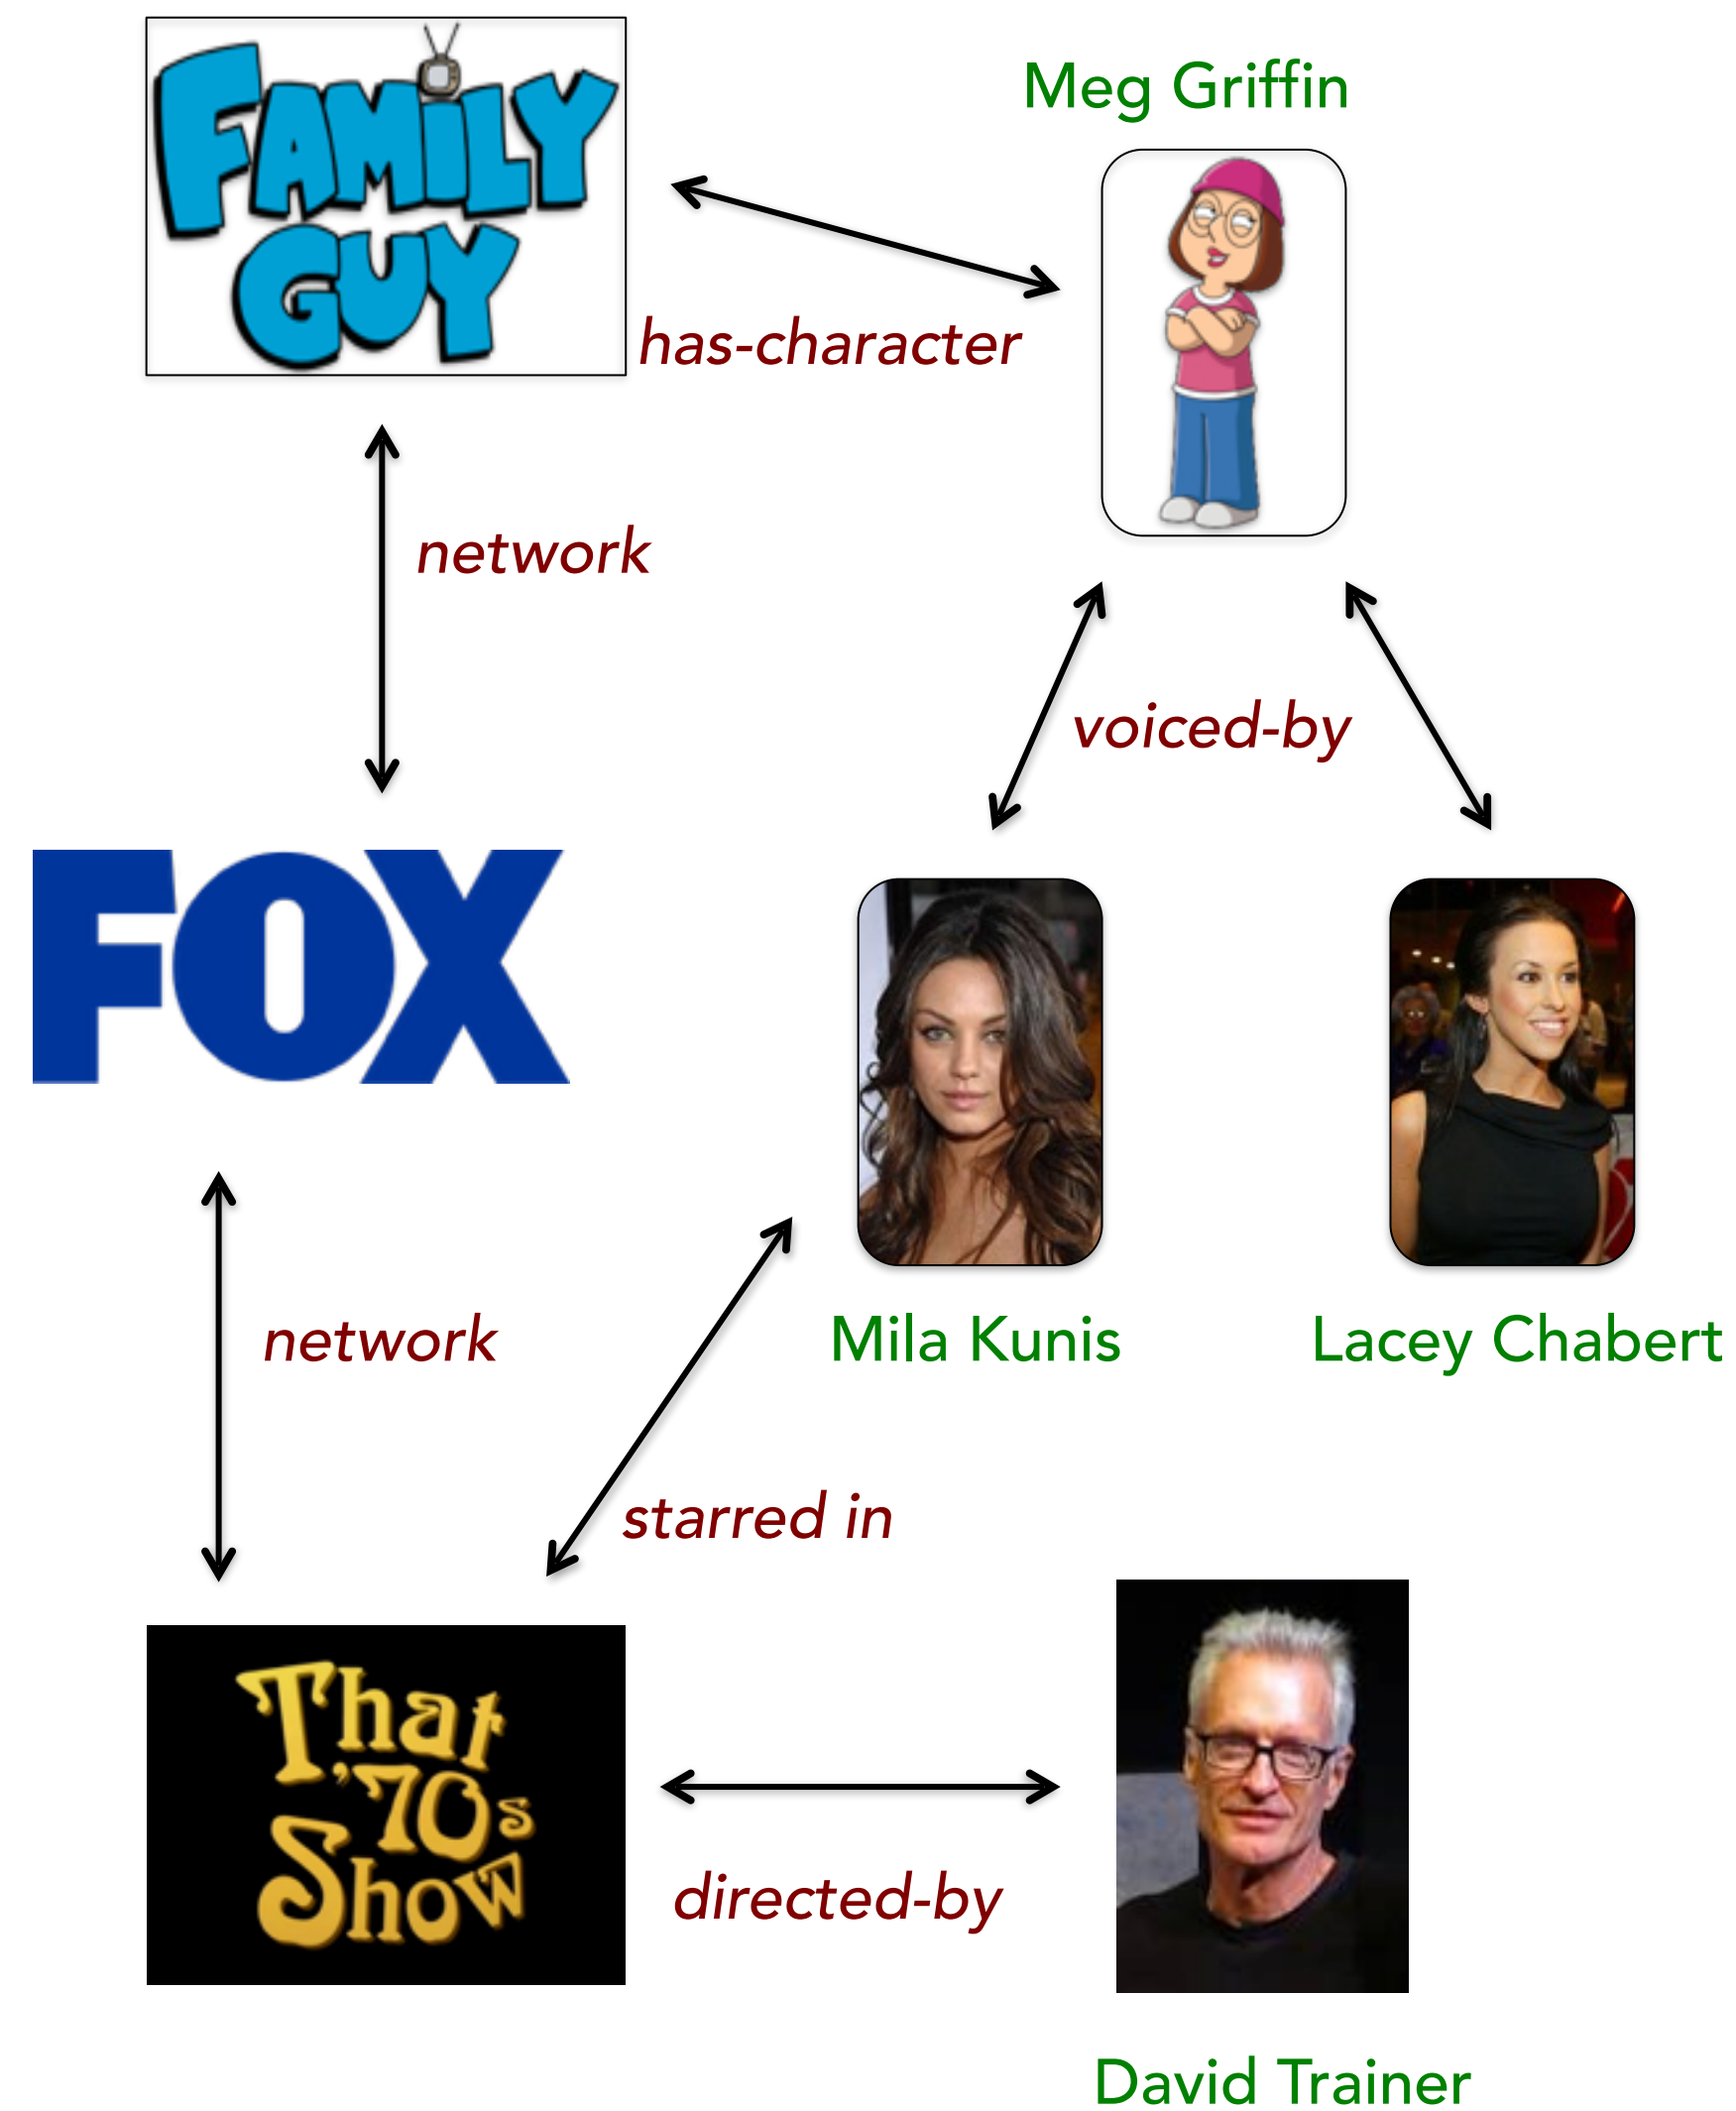 FAMILY
GUY
Meg Griffin
has-character
network
voiced-by
FOX
Mila Kunis
Lacey Chabert
network
starred in
That
'70s
Show
directed-by
David Trainer